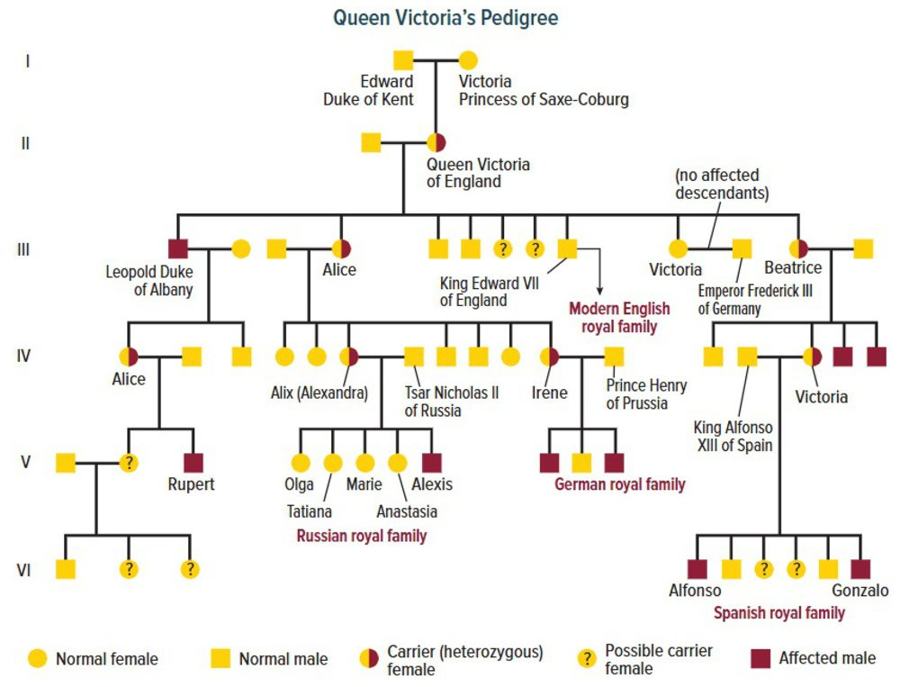 Queen Victoria's Pedigree
I
Edward
Duke of Kent
Victoria
Princess of Saxe-Coburg
II
Queen Victoria
of England
(no affected
descendants)
III
?
?
Leopold Duke
of Albany
Alice
King Edward VII
of England
Victoria
Emperor Frederick III
of Germany
Beatrice
Modern English
royal family
IV
Alice
Alix (Alexandra)
Tsar Nicholas II
of Russia
Irene
Prince Henry
of Prussia
King Alfonso
XIII of Spain
Victoria
V
?
Rupert
Olga
Tatiana
Marie
Anastasia
Alexis
Russian royal family
German royal family
VI
?
?
?
?
Alfonso
Gonzalo
Spanish royal family
Normal female
Normal male
Carrier (heterozygous)
female
?
Possible carrier
female
Affected male